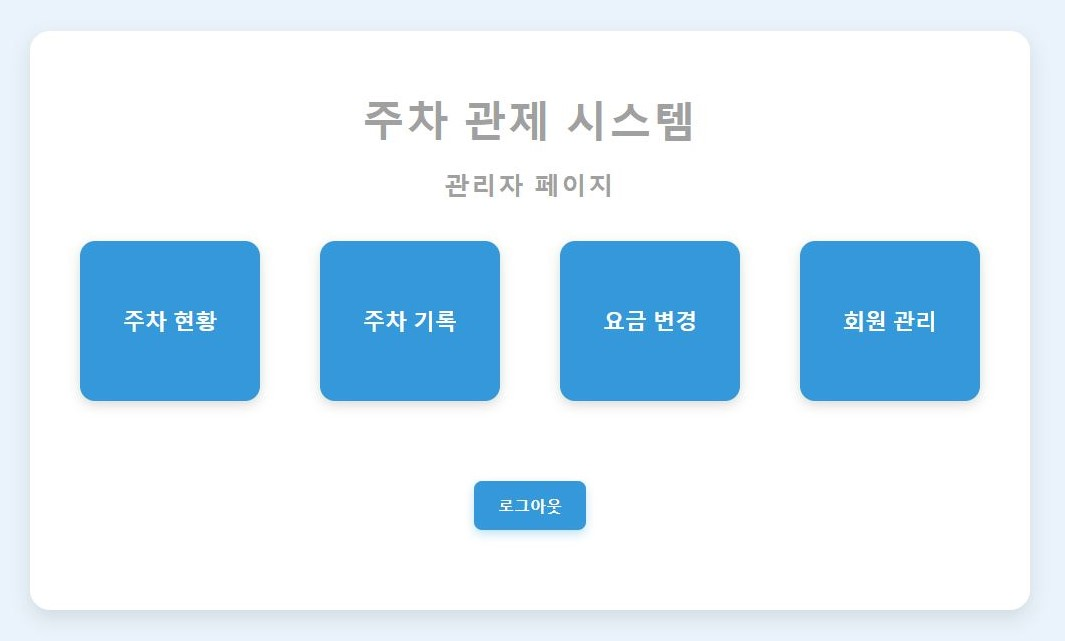 주차 관제 시스템
관리자 페이지
주차 현황
주차 기록
요금 변경
회원 관리
로그아웃